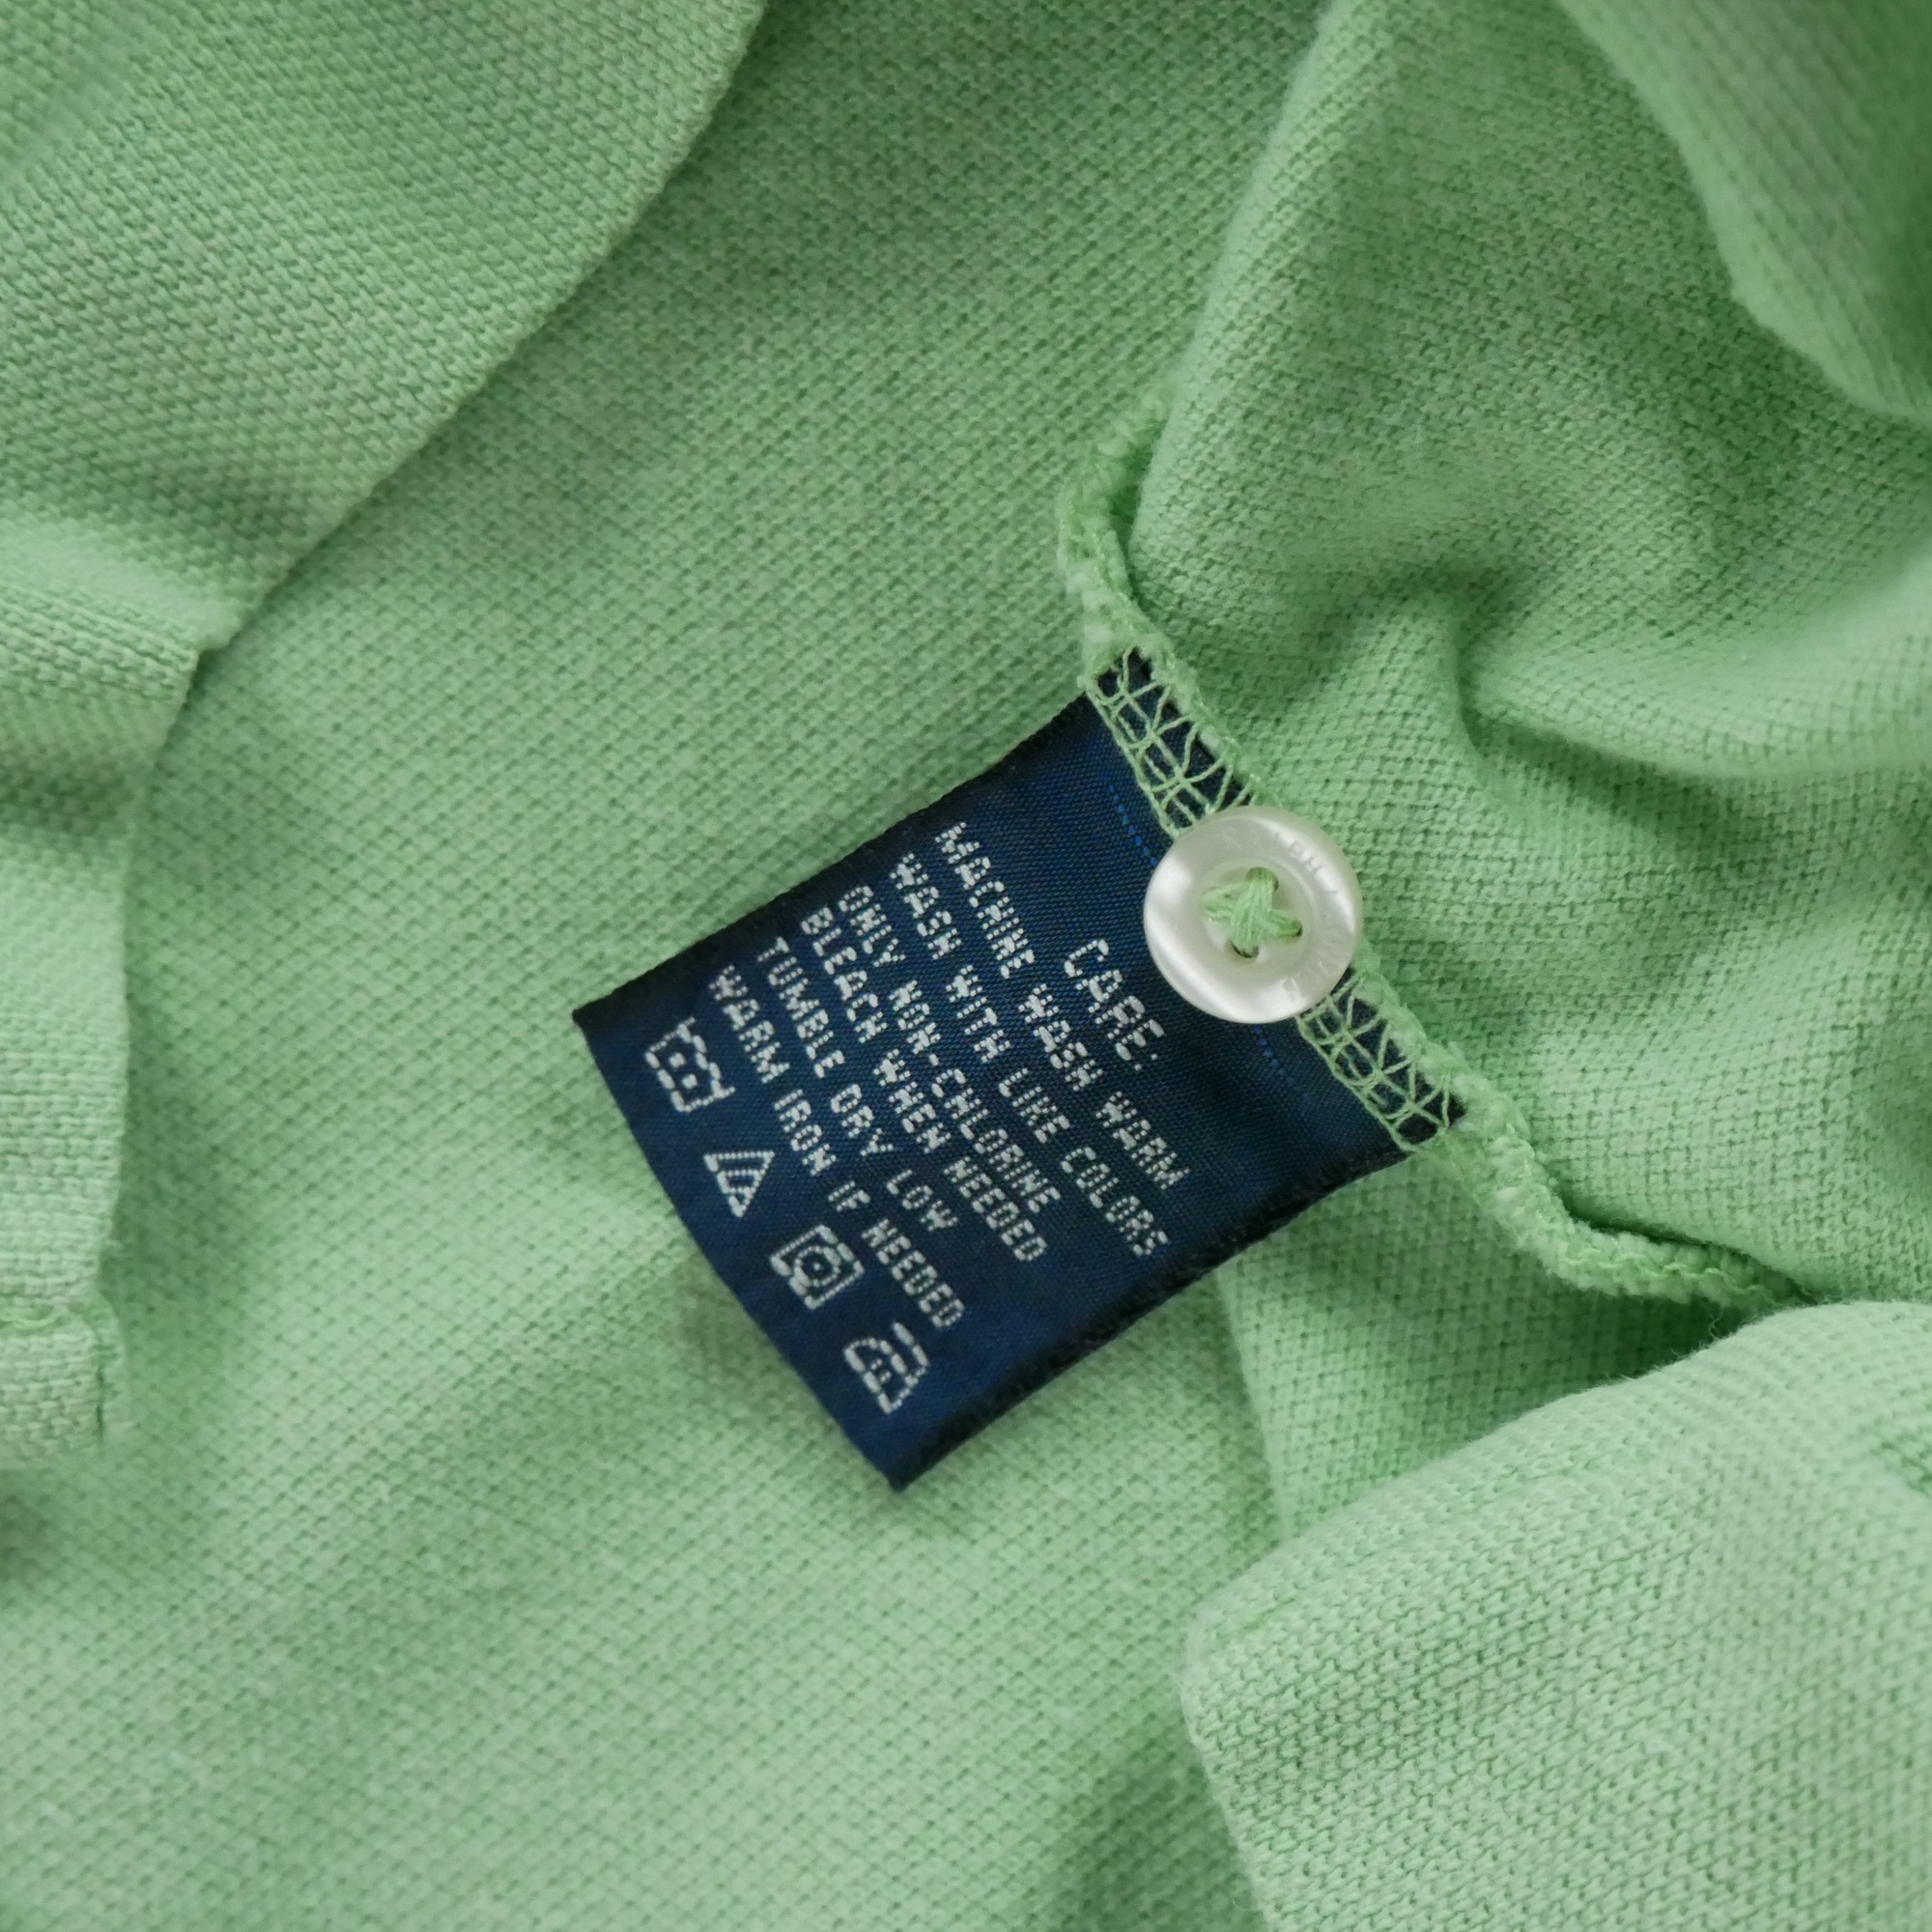 CARE:
MACHINE WASH WARM
WASH WITH LIKE COLORS
ONLY NON-CHLORINE
BLEACH WHEN NEEDED
TUMBLE DRY LOW
WARM IRON IF NEEDED